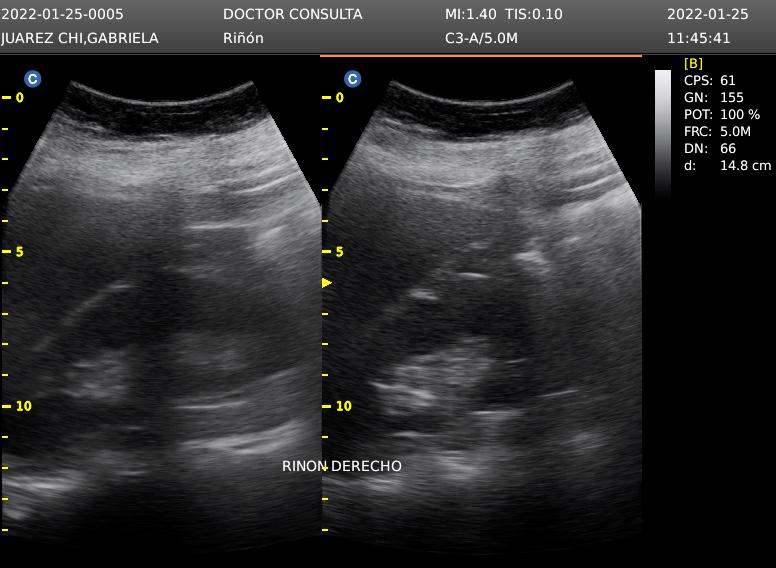 2022-01-25-0005 DOCTOR CONSULTA MI:1.40 TIS:0.10 2022-01-25
JUAREZ CHI,GABRIELA Riñón C3-A/5.0M 11:45:41
C C [B]
0 0 CPS: 61
GN: 155
POT: 100 %
FRC: 5.0M
DN: 66
d: 14.8 cm
5 5
10 10
RINON DERECHO